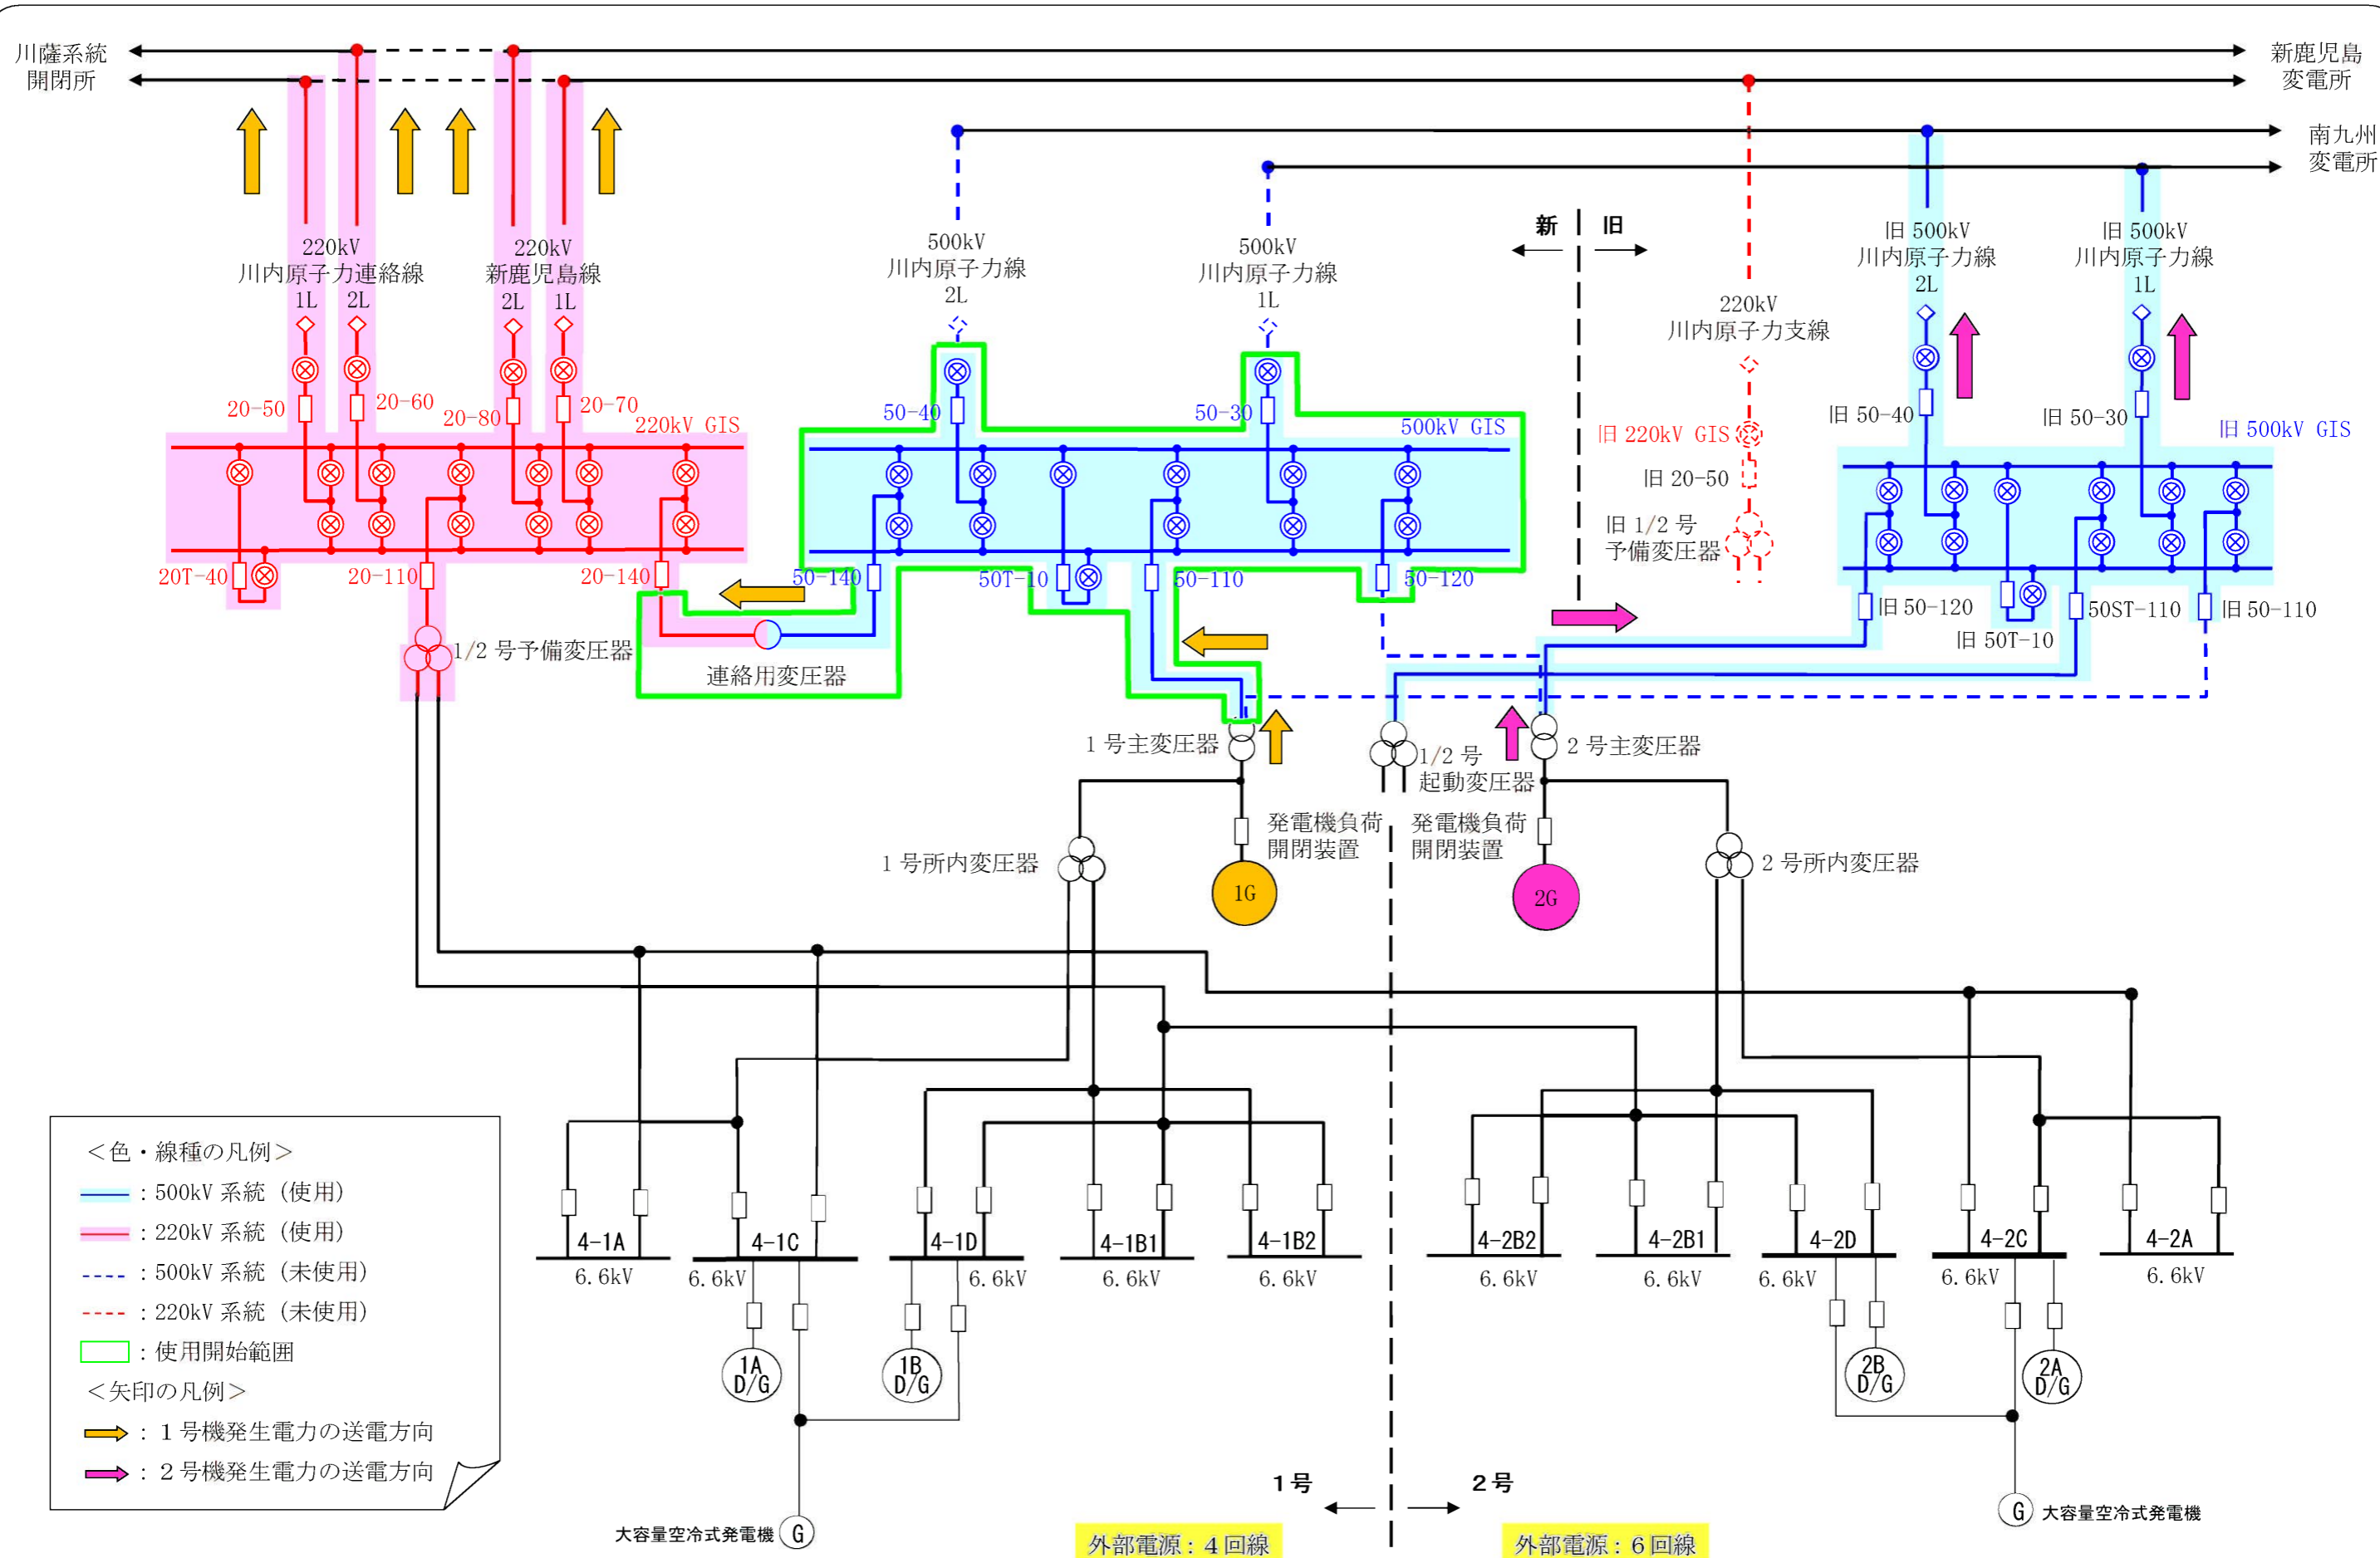 川薩系統
開閉所
新鹿児島
変電所
南九州
変電所
220kV
川内原子力連絡線
1L 2L
220kV
新鹿児島線
2L 1L
500kV
川内原子力線
2L
500kV
川内原子力線
1L
新 旧
220kV
川内原子力支線
旧500kV
川内原子力線
2L
旧500kV
川内原子力線
1L
20-50
20-60
20-80
20-70
220kV GIS
50-40
50-30
500kV GIS
旧 220kV GIS
旧 20-50
旧 1/2 号
予備変圧器
旧 50-40
旧 50-30
旧 500kV GIS
20T-40
20-110
20-140
50-140
50T-10
50-110
50-120
旧 50-120
旧 50T-10
50ST-110
旧 50-110
1/2 号予備変圧器
連絡用変圧器
1 号主変圧器
1/2 号
起動変圧器
2 号主変圧器
発電機負荷
開閉装置
発電機負荷
開閉装置
1 号所内変圧器
2 号所内変圧器
1G
2G
4-1A
6.6kV
4-1C
6.6kV
4-1D
6.6kV
4-1B1
6.6kV
4-1B2
6.6kV
4-2B2
6.6kV
4-2B1
6.6kV
4-2D
6.6kV
4-2C
6.6kV
4-2A
6.6kV
1A
D/G
1B
D/G
2B
D/G
2A
D/G
大容量空冷式発電機 G
G 大容量空冷式発電機
1号 2号
外部電源：4回線
外部電源：6回線
＜色・線種の凡例＞
：500kV 系統（使用）
：220kV 系統（使用）
：500kV 系統（未使用）
：220kV 系統（未使用）
：使用開始範囲
＜矢印の凡例＞
：１号機発生電力の送電方向
：２号機発生電力の送電方向